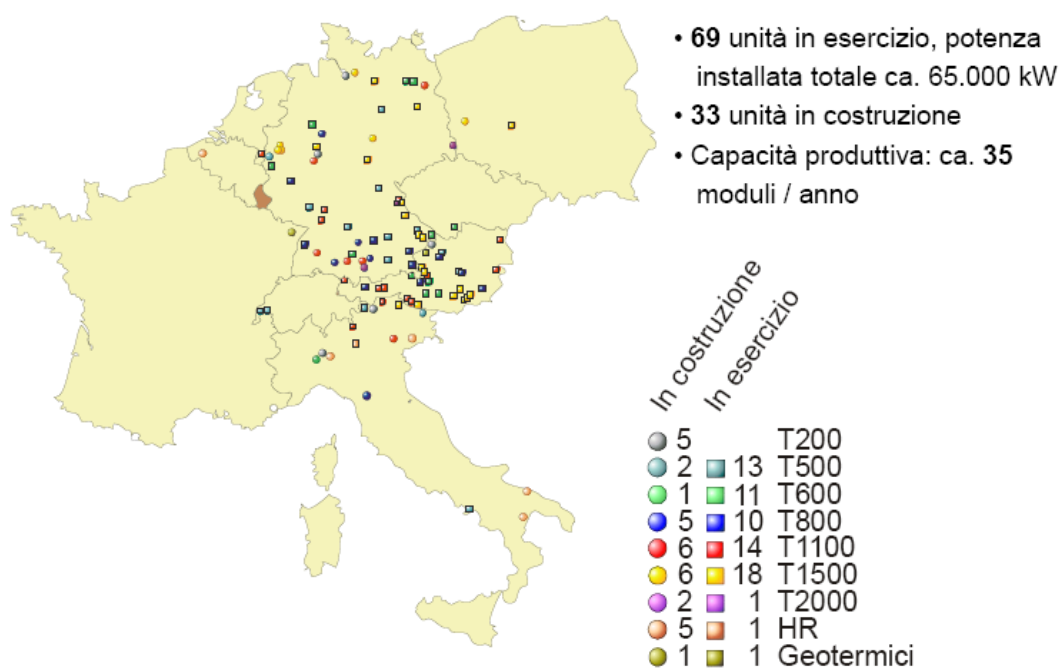 • 69 unità in esercizio, potenza
installata totale ca. 65.000 kW
• 33 unità in costruzione
• Capacità produttiva: ca. 35
moduli / anno
In costruzione
In esercizio
5 T200
2 13 T500
1 11 T600
5 10 T800
6 14 T1100
6 18 T1500
2 1 T2000
5 1 HR
1 1 Geotermici